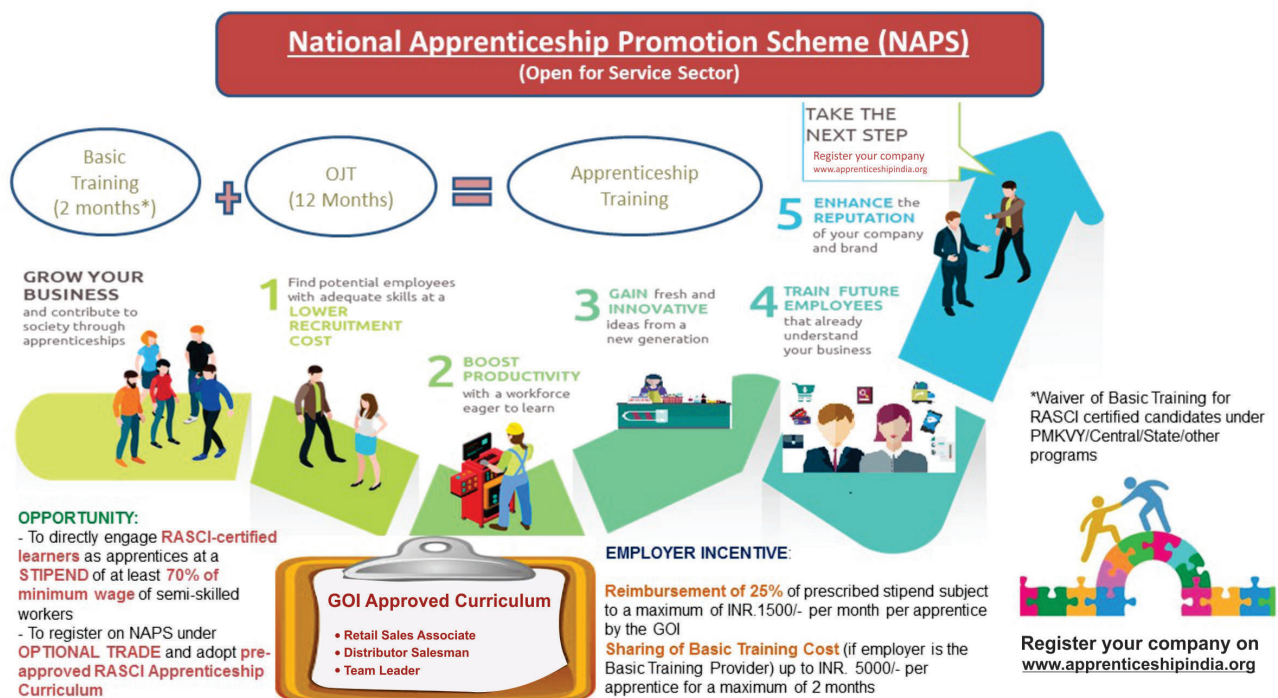 National Apprenticeship Promotion Scheme (NAPS)
(Open for Service Sector)
Basic
Training
(2 months*)
OJT
(12 Months)
Apprenticeship
Training
TAKE THE
NEXT STEP
Register your company
www.apprenticeshipindia.org
GROW YOUR
BUSINESS
and contribute to
society through
apprenticeships
1
Find potential employees
with adequate skills at a
LOWER
RECRUITMENT
COST
2
BOOST
PRODUCTIVITY
with a workforce
eager to learn
3
GAIN fresh and
INNOVATIVE
ideas from a
new generation
4
TRAIN FUTURE
EMPLOYEES
that already
understand
your business
5
ENHANCE the
REPUTATION
of your company
and brand
*Waiver of Basic Training for
RASCI certified candidates under
PMKVY/Central/State/other
programs
OPPORTUNITY:
- To directly engage RASCI-certified
learners as apprentices at a
STIPEND of at least 70% of
minimum wage of semi-skilled
workers
- To register on NAPS under
OPTIONAL TRADE and adopt pre-
approved RASCI Apprenticeship
Curriculum
GOI Approved Curriculum
• Retail Sales Associate
• Distributor Salesman
• Team Leader
EMPLOYER INCENTIVE:
Reimbursement of 25% of prescribed stipend subject
to a maximum of INR.1500/- per month per apprentice
by the GOI
Sharing of Basic Training Cost (if employer is the
Basic Training Provider) up to INR. 5000/- per
apprentice for a maximum of 2 months
Register your company on
www.apprenticeshipindia.org